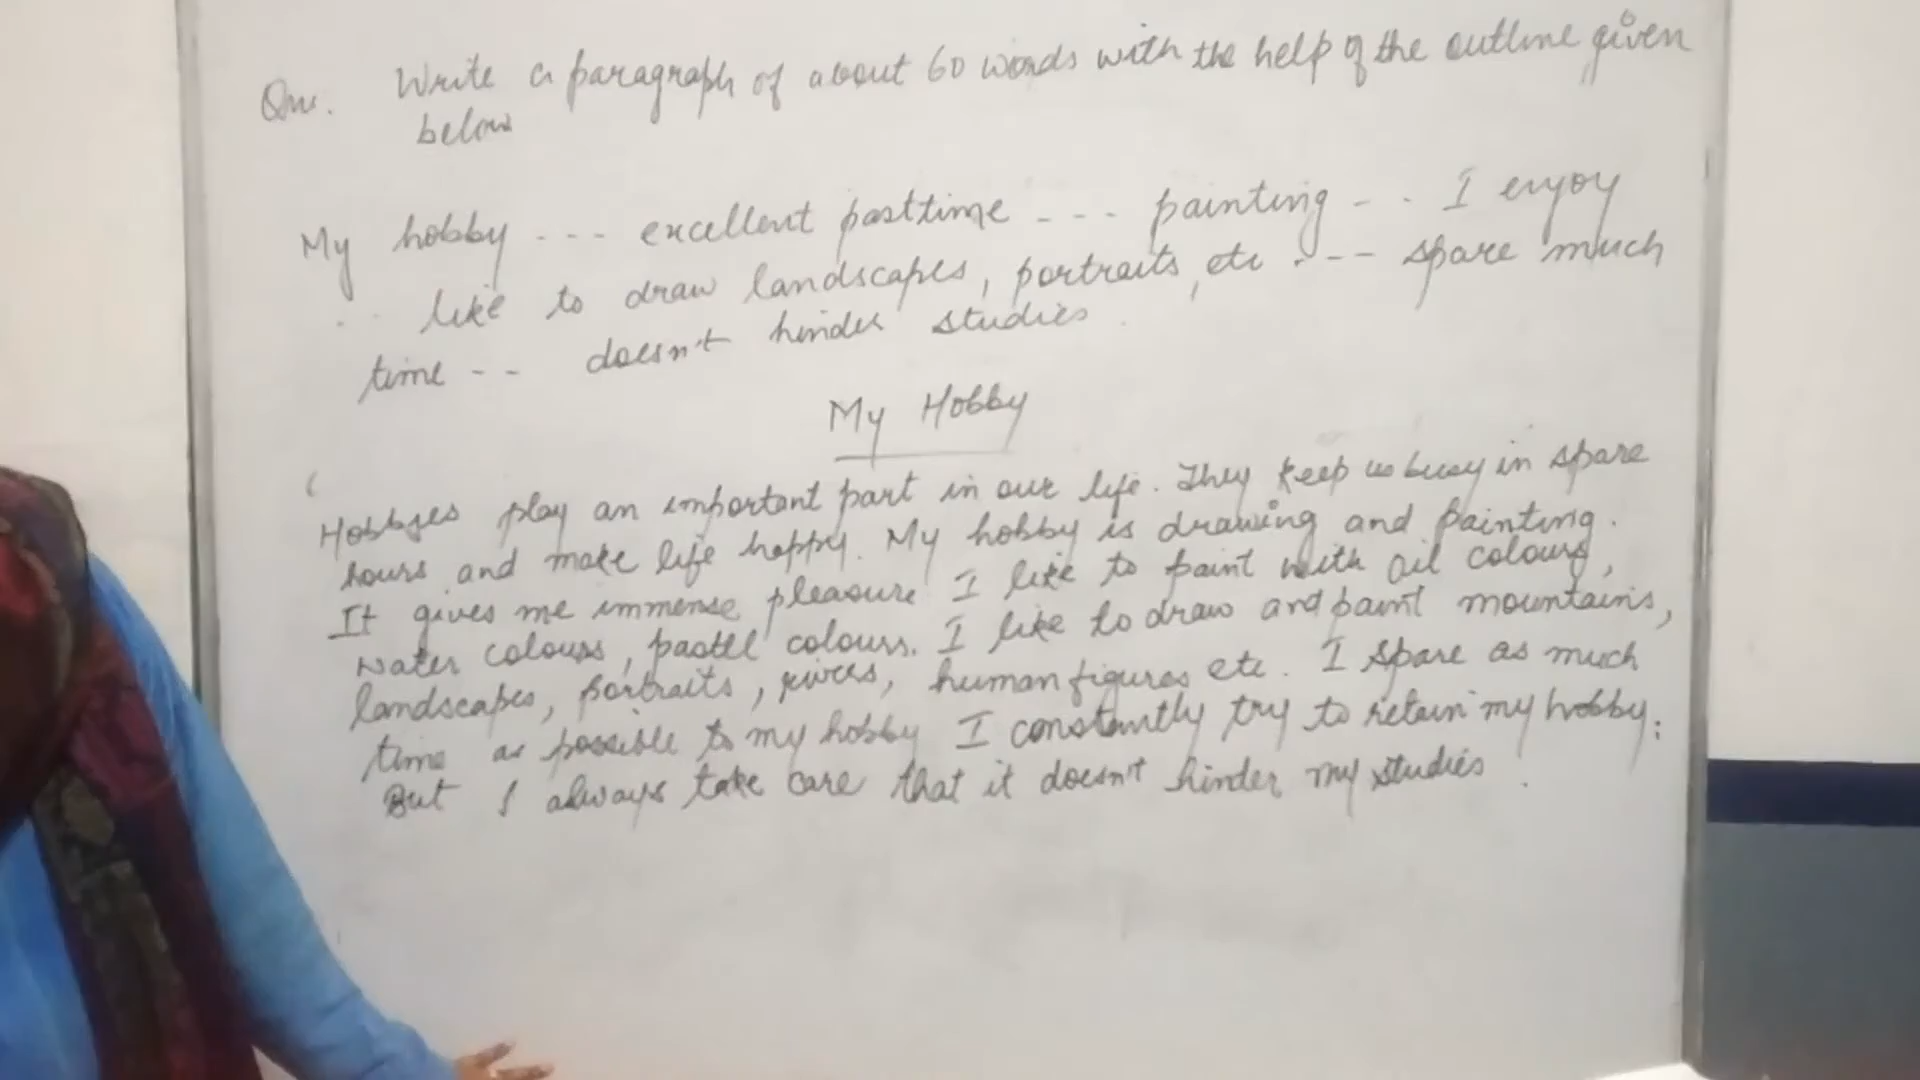 Que. Write a paragraph of about 60 words with the help of the outline given
below
My hobby --- excellent pasttime --- painting - - . I enjoy
. . like to draw landscapes, portraits, etc . -- spare much
time -- doesn't hinder studies.
My Hobby
Hobbyes play an important part in our life. They keep us busy in spare
hours and make life happy. My hobby is drawing and painting.
It gives me immense pleasure I like to paint with oil colours,
water colours, pastel colours. I like to draw and paint mountains,
landscapes, portraits, rivers, human figures etc. I spare as much
time as possible to my hobby I constantly try to retain my hobby.
But I always take care that it doesn't hinder my studies.